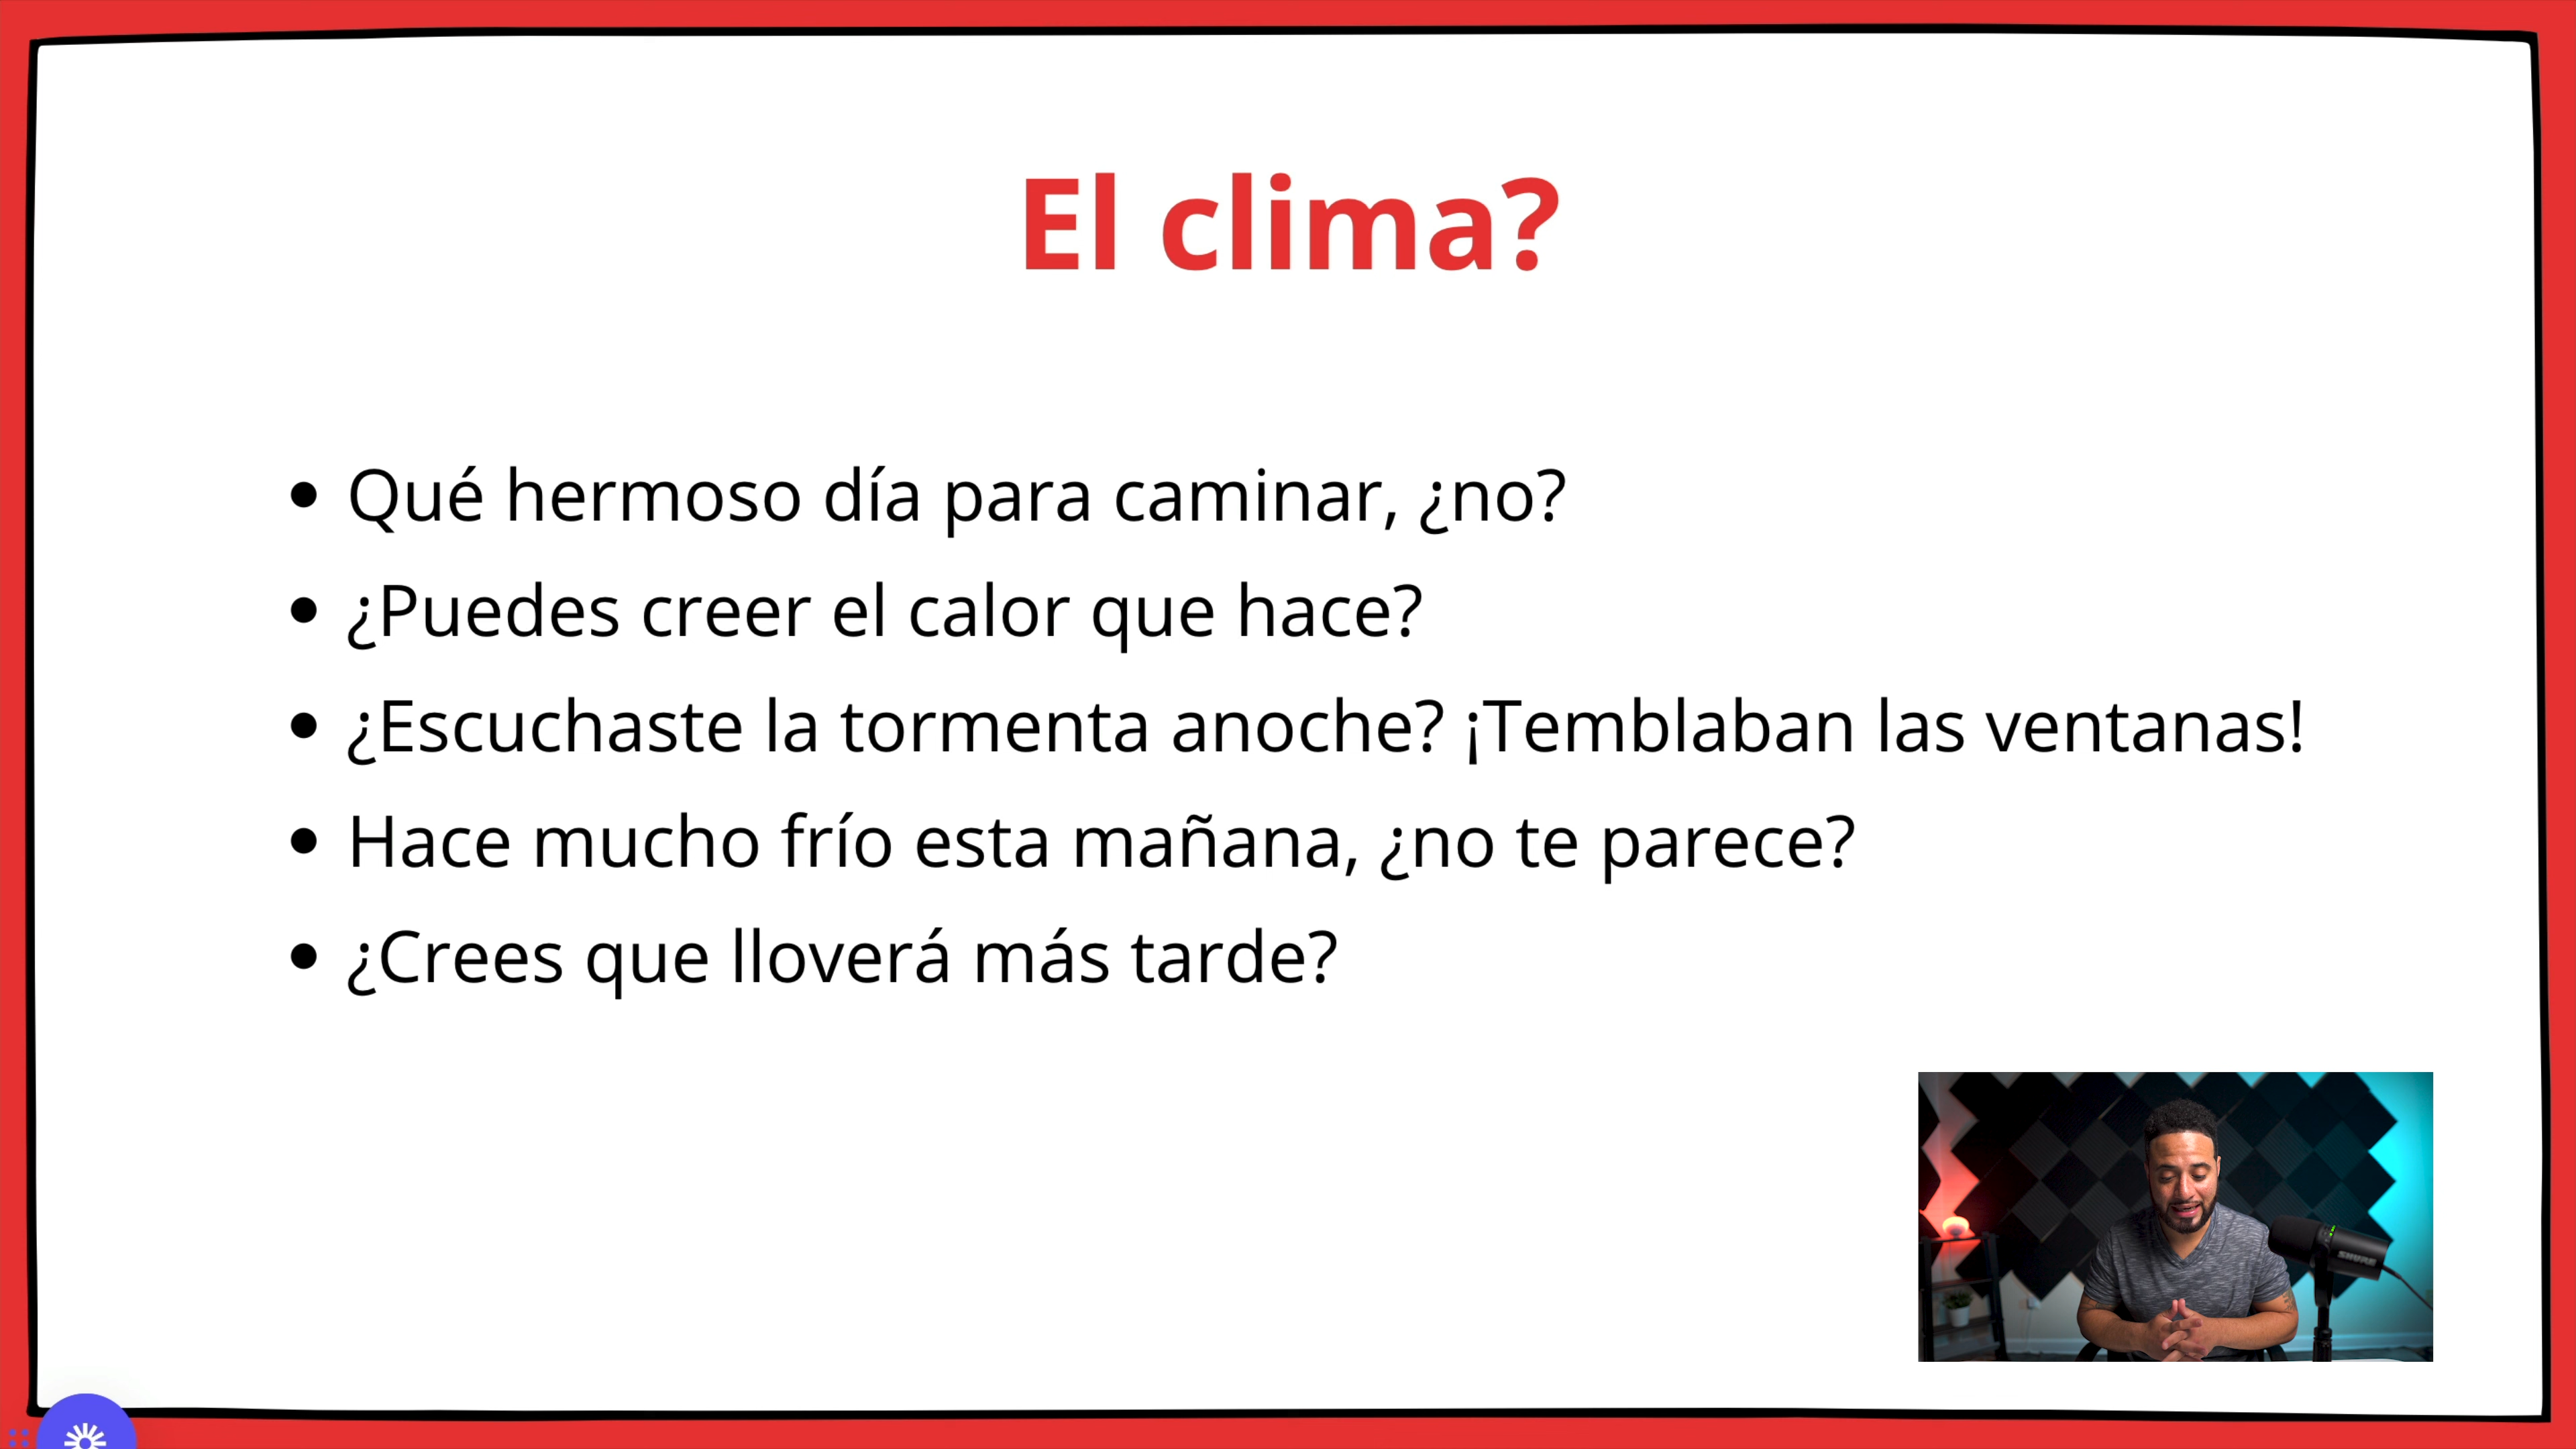 El clima?
Qué hermoso día para caminar, ¿no?
¿Puedes creer el calor que hace?
¿Escuchaste la tormenta anoche? ¡Temblaban las ventanas!
Hace mucho frío esta mañana, ¿no te parece?
¿Crees que lloverá más tarde?
SHURE